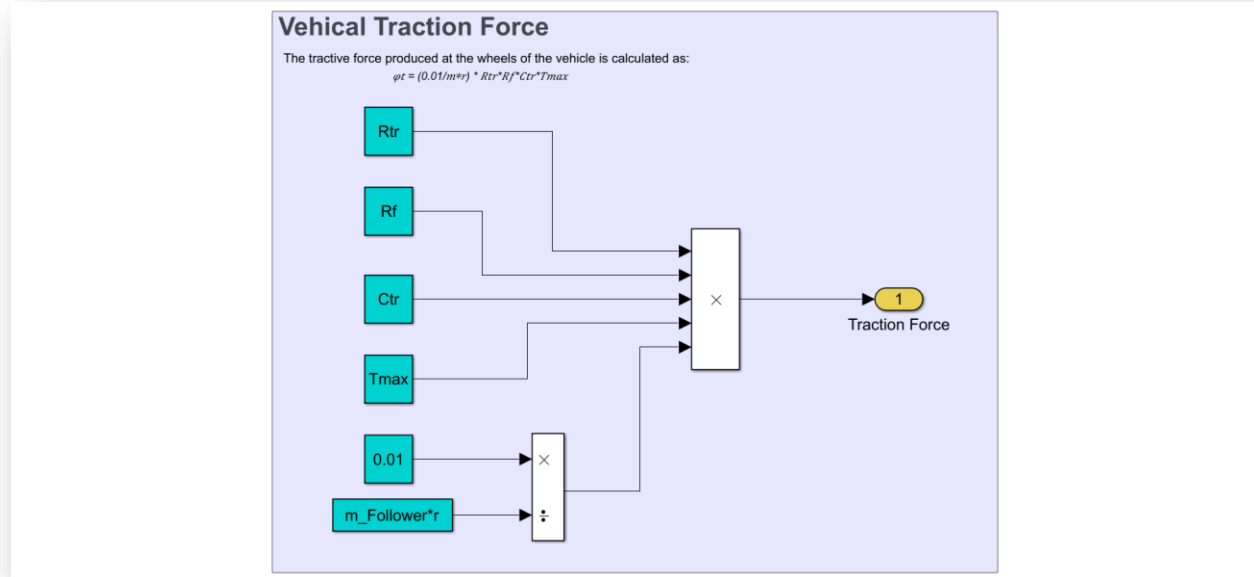 Vehical Traction Force
The tractive force produced at the wheels of the vehicle is calculated as:
φt = (0.01/m*r) * Rtr*Rf*Ctr*Tmax
Rtr
Rf
Ctr
×
1
Traction Force
Tmax
0.01
×
m_Follower*r
÷